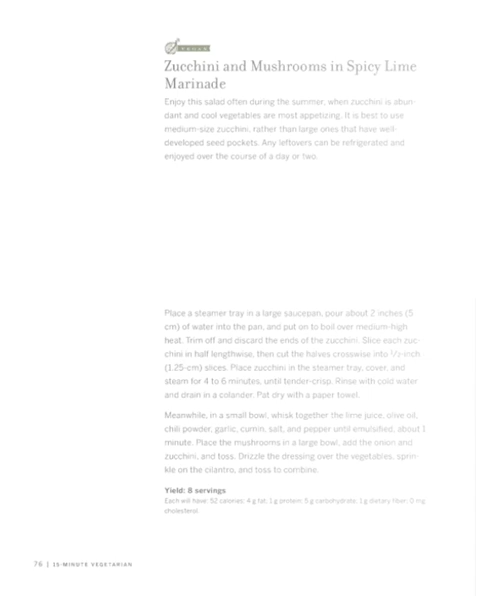 VEGAN
Zucchini and Mushrooms in Spicy Lime
Marinade
Enjoy this salad often during the summer, when zucchini is abun-
dant and cool vegetables are most appetizing. It is best to use
medium-size zucchini, rather than large ones that have well-
developed seed pockets. Any leftovers can be refrigerated and
enjoyed over the course of a day or two.
Place a steamer tray in a large saucepan, pour about 2 inches (5
cm) of water into the pan, and put on to boil over medium-high
heat. Trim off and discard the ends of the zucchini. Slice each zuc-
chini in half lengthwise, then cut the halves crosswise into 1/2-inch
(1.25-cm) slices. Place zucchini in the steamer tray, cover, and
steam for 4 to 6 minutes, until tender-crisp. Rinse with cold water
and drain in a colander. Pat dry with a paper towel.
Meanwhile, in a small bowl, whisk together the lime juice, olive oil,
chili powder, garlic, cumin, salt, and pepper until emulsified, about 1
minute. Place the mushrooms in a large bowl, add the onion and
zucchini, and toss. Drizzle the dressing over the vegetables, sprin-
kle on the cilantro, and toss to combine.
Yield: 8 servings
Each will have: 52 calories; 4 g fat; 1 g protein; 5 g carbohydrate; 1 g dietary fiber; 0 mg
cholesterol.
76 | 15-MINUTE VEGETARIAN